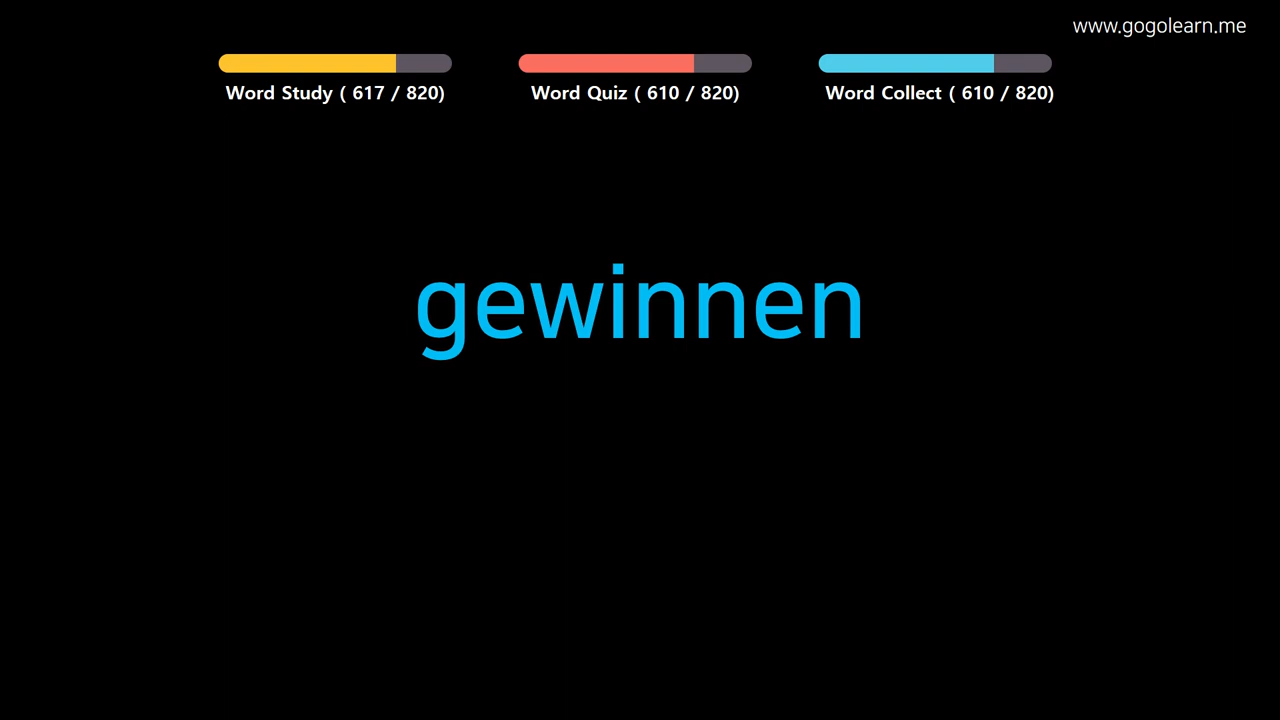 www.gogolearn.me
Word Study ( 617 / 820)
Word Quiz ( 610 / 820)
Word Collect ( 610 / 820)
gewinnen